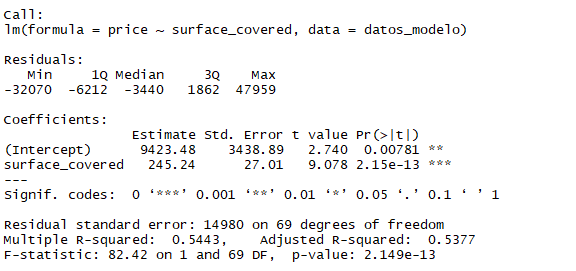 Call:
lm(formula = price ~ surface_covered, data = datos_modelo)
Residuals:
Min 1Q Median 3Q Max
-32070 -6212 -3440 1862 47959
Coefficients:
Estimate Std. Error t value Pr(>|t|)
(Intercept) 9423.48 3438.89 2.740 0.00781 **
surface_covered 245.24 27.01 9.078 2.15e-13 ***
---
Signif. codes: 0 ‘***’ 0.001 ‘**’ 0.01 ‘*’ 0.05 ‘.’ 0.1 ‘ ’ 1
Residual standard error: 14980 on 69 degrees of freedom
Multiple R-squared: 0.5443, Adjusted R-squared: 0.5377
F-statistic: 82.42 on 1 and 69 DF, p-value: 2.149e-13